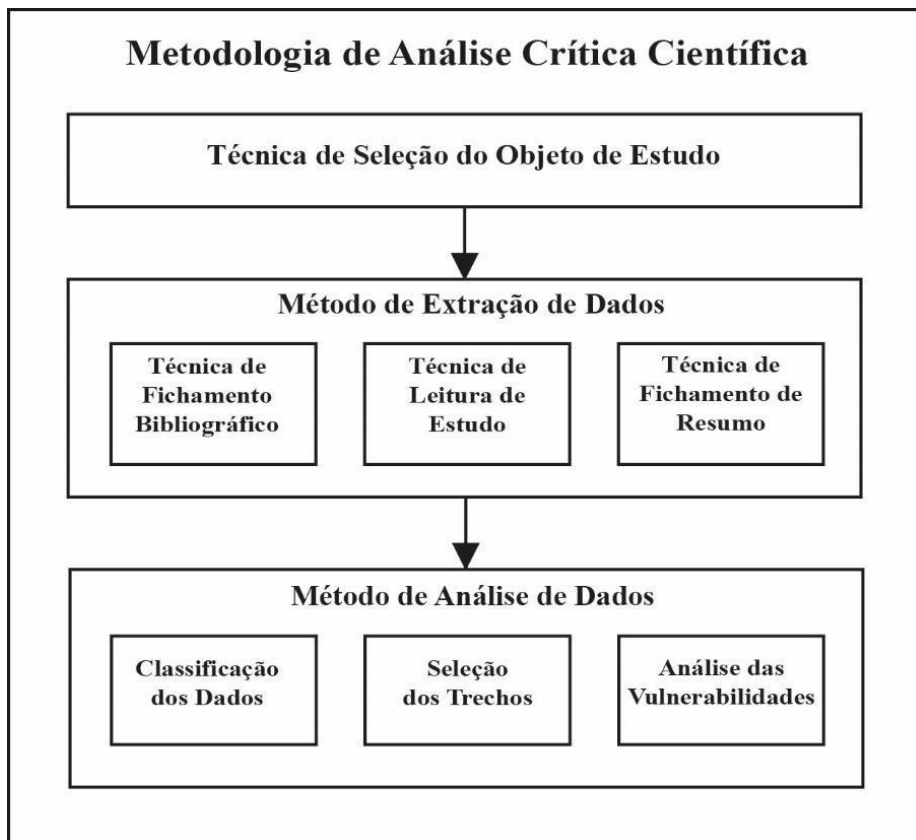 Metodologia de Análise Crítica Científica
Técnica de Seleção do Objeto de Estudo
Método de Extração de Dados
Técnica de
Fichamento
Bibliográfico
Técnica de
Leitura de
Estudo
Técnica de
Fichamento de
Resumo
Método de Análise de Dados
Classificação
dos Dados
Seleção
dos Trechos
Análise das
Vulnerabilidades